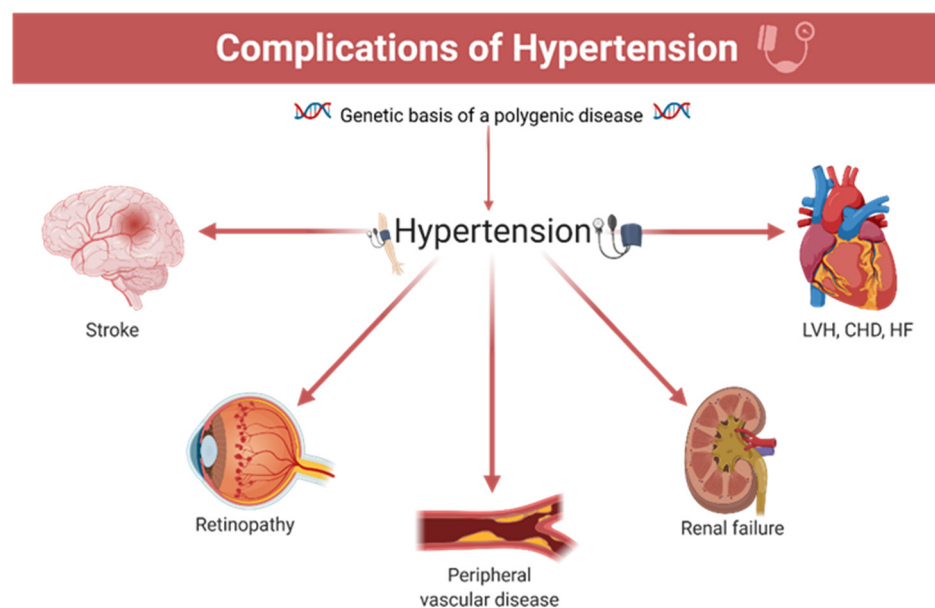 Complications of Hypertension
Genetic basis of a polygenic disease
Hypertension
Stroke
LVH, CHD, HF
Retinopathy
Renal failure
Peripheral
vascular disease